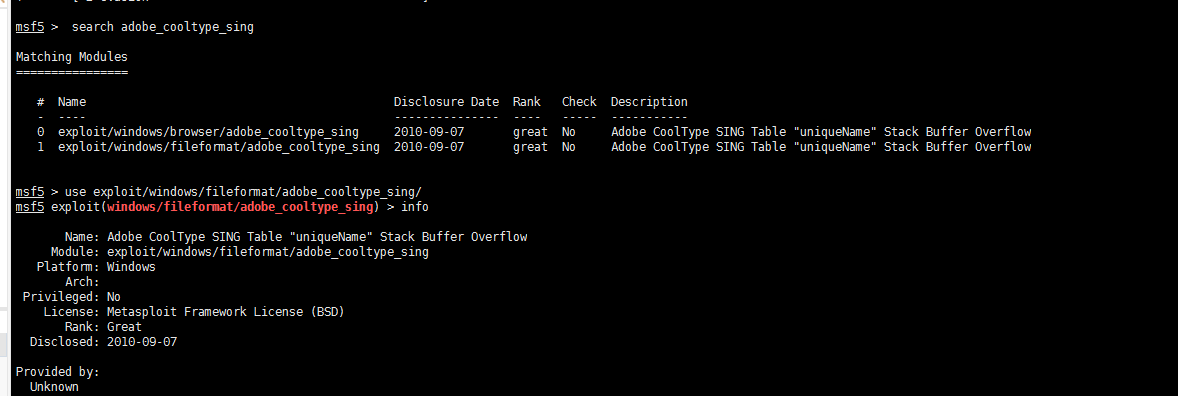 msf5 >  search adobe_cooltype_sing
Matching Modules
================
#  Name                                          Disclosure Date  Rank   Check  Description
-  ----                                          ---------------  ----   -----  -----------
0  exploit/windows/browser/adobe_cooltype_sing     2010-09-07       great  No     Adobe CoolType SING Table "uniqueName" Stack Buffer Overflow
1  exploit/windows/fileformat/adobe_cooltype_sing  2010-09-07       great  No     Adobe CoolType SING Table "uniqueName" Stack Buffer Overflow
msf5 > use exploit/windows/fileformat/adobe_cooltype_sing/
msf5 exploit(windows/fileformat/adobe_cooltype_sing) > info
Name: Adobe CoolType SING Table "uniqueName" Stack Buffer Overflow
Module: exploit/windows/fileformat/adobe_cooltype_sing
Platform: Windows
Arch:
Privileged: No
License: Metasploit Framework License (BSD)
Rank: Great
Disclosed: 2010-09-07
Provided by:
Unknown